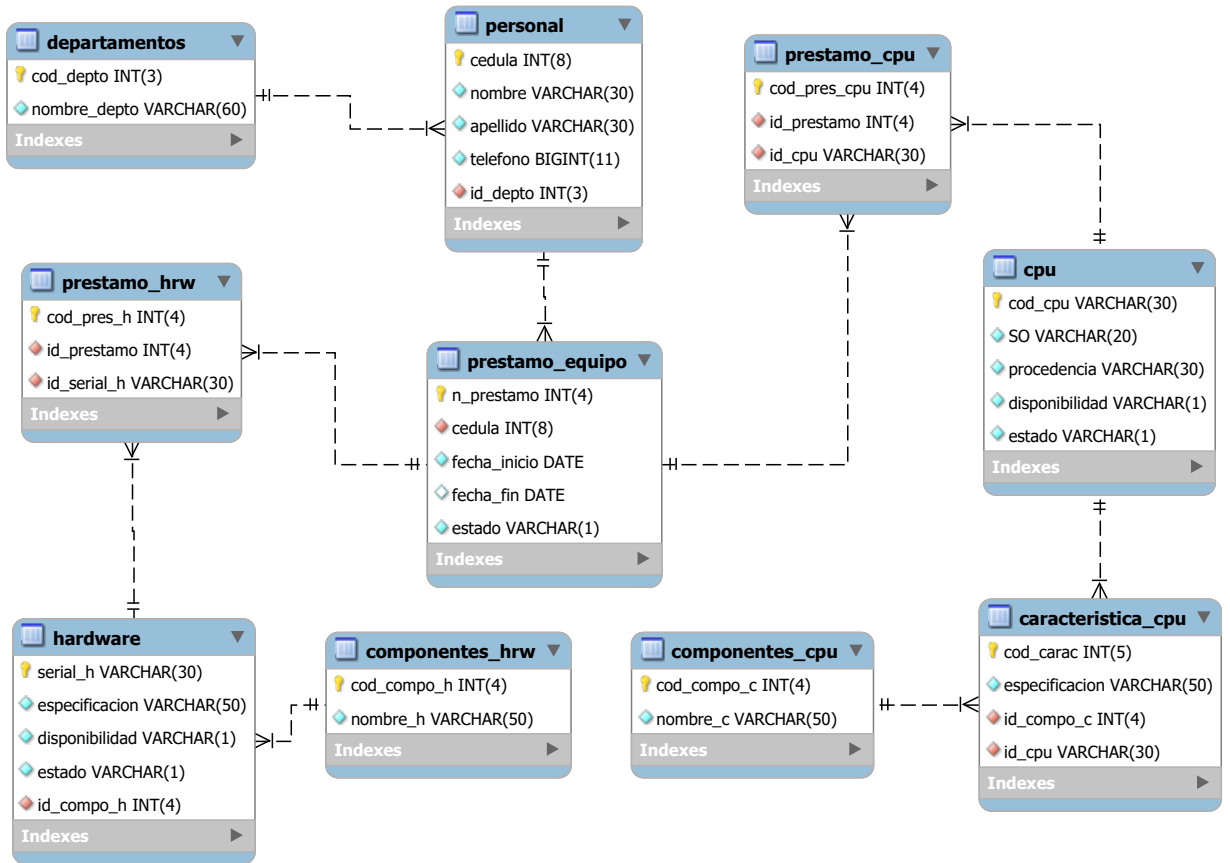 departamentos
cod_depto INT(3)
nombre_depto VARCHAR(60)
Indexes
personal
cedula INT(8)
nombre VARCHAR(30)
apellido VARCHAR(30)
telefono BIGINT(11)
id_depto INT(3)
Indexes
prestamo_cpu
cod_pres_cpu INT(4)
id_prestamo INT(4)
id_cpu VARCHAR(30)
Indexes
prestamo_hrw
cod_pres_h INT(4)
id_prestamo INT(4)
id_serial_h VARCHAR(30)
Indexes
prestamo_equipo
n_prestamo INT(4)
cedula INT(8)
fecha_inicio DATE
fecha_fin DATE
estado VARCHAR(1)
Indexes
cpu
cod_cpu VARCHAR(30)
SO VARCHAR(20)
procedencia VARCHAR(30)
disponibilidad VARCHAR(1)
estado VARCHAR(1)
Indexes
hardware
serial_h VARCHAR(30)
especificacion VARCHAR(50)
disponibilidad VARCHAR(1)
estado VARCHAR(1)
id_compo_h INT(4)
Indexes
componentes_hrw
cod_compo_h INT(4)
nombre_h VARCHAR(50)
Indexes
componentes_cpu
cod_compo_c INT(4)
nombre_c VARCHAR(50)
Indexes
caracteristica_cpu
cod_carac INT(5)
especificacion VARCHAR(50)
id_compo_c INT(4)
id_cpu VARCHAR(30)
Indexes